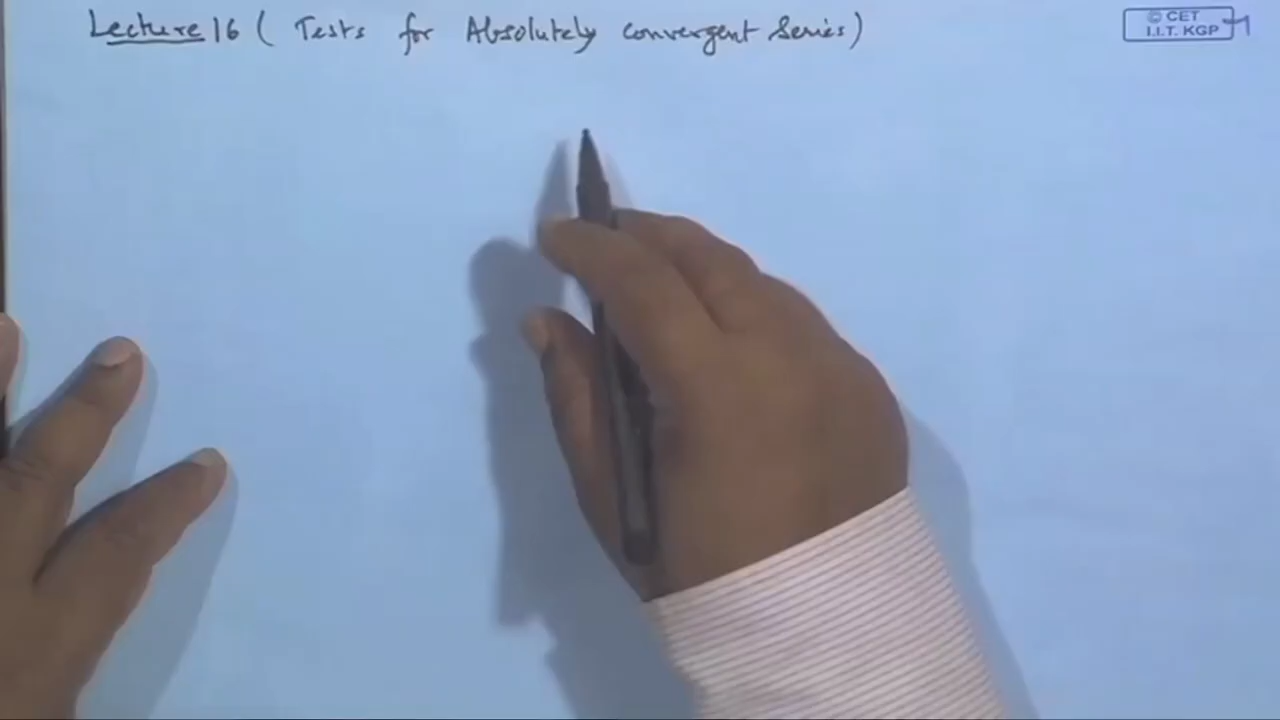 Lecture 16 ( Tests for Absolutely convergent Series)
© CET
I.I.T. KGP